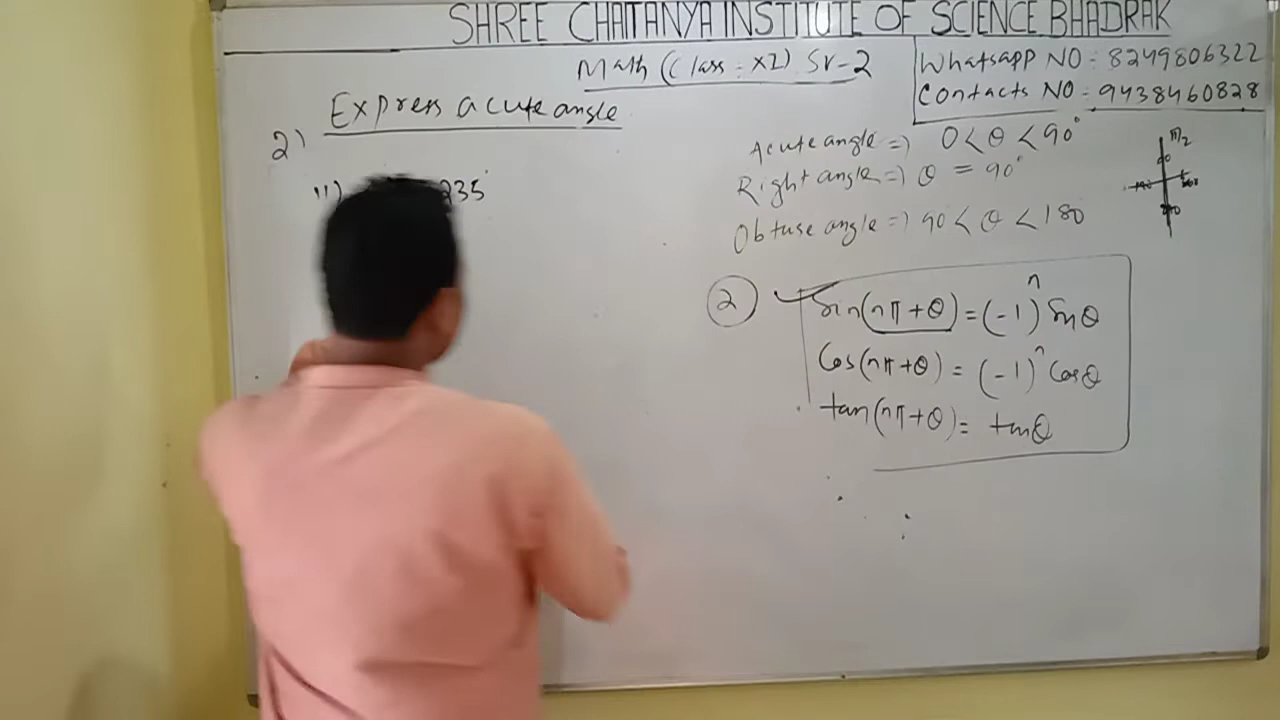 SHREE CHAITANYA INSTITUTE OF SCIENCE BHADRAK
Math (Class : XI) Sr-2
Whatsapp NO : 8249806322
Contacts NO : 9438460828
2) Express acute angle
ii) 235°
Acute angle => 0 < θ < 90°
Right angle => θ = 90°
Obtuse angle => 90 < θ < 180
π/2
2
Sin(nπ+θ) = (-1)ⁿ Sinθ
Cos(nπ+θ) = (-1)ⁿ Cosθ
tan(nπ+θ) = tanθ